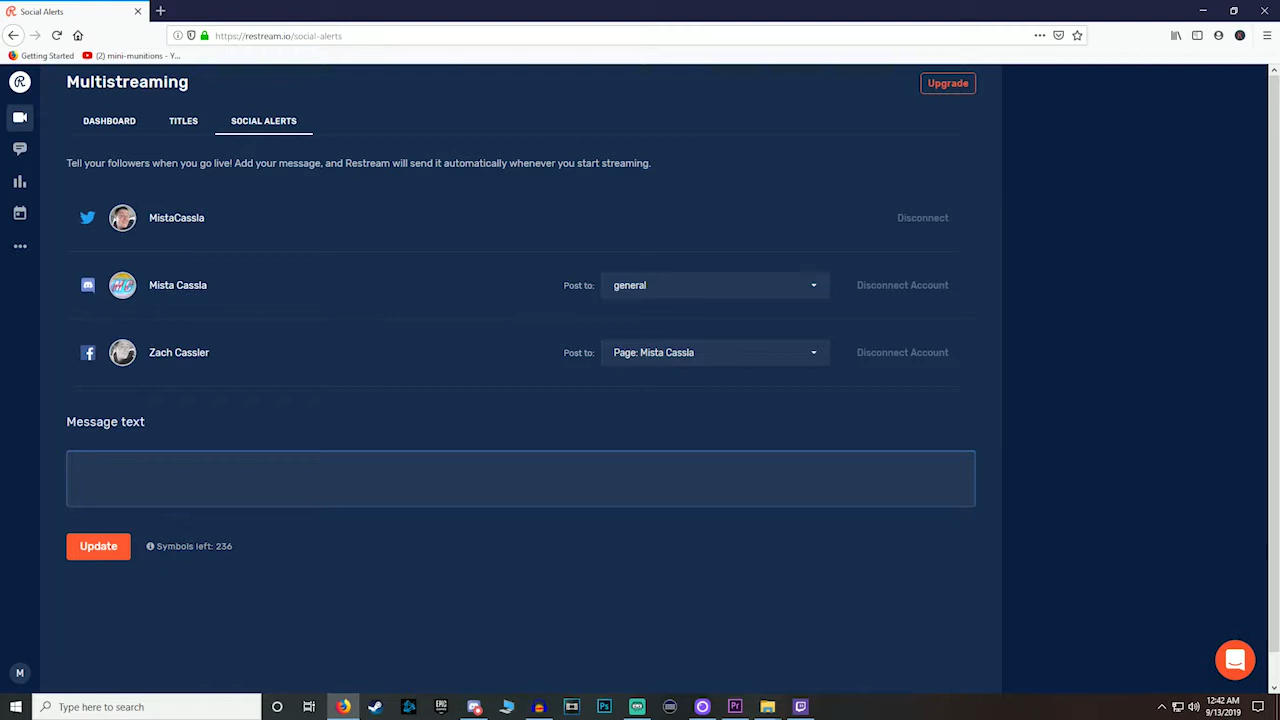 Social Alerts
https://restream.io/social-alerts
Getting Started
(2) mini-munitions - Y...
Multistreaming
Upgrade
DASHBOARD
TITLES
SOCIAL ALERTS
Tell your followers when you go live! Add your message, and Restream will send it automatically whenever you start streaming.
MistaCassla
Disconnect
Mista Cassla
Post to:
general
Disconnect Account
Zach Cassler
Post to:
Page: Mista Cassla
Disconnect Account
Message text
Update
Symbols left: 236
M
Type here to search
EPIC
Ps
Pr
12:42 AM
9/13/2019